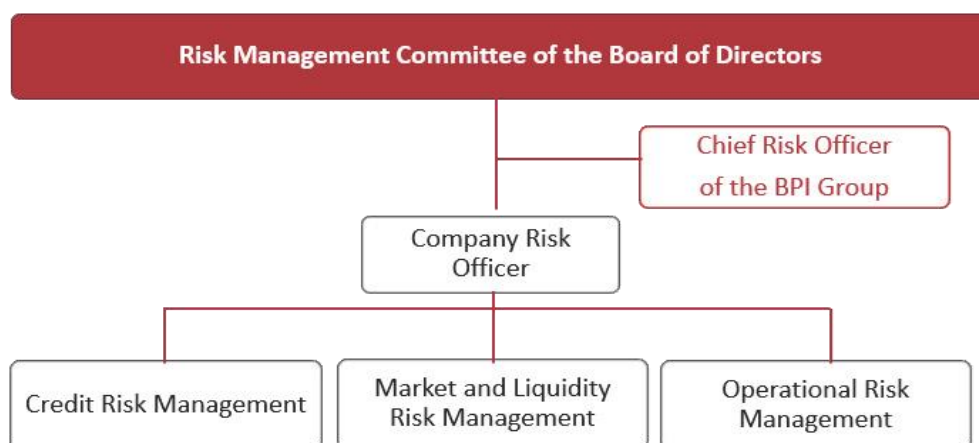 Risk Management Committee of the Board of Directors
Chief Risk Officer
of the BPI Group
Company Risk
Officer
Credit Risk Management
Market and Liquidity
Risk Management
Operational Risk
Management